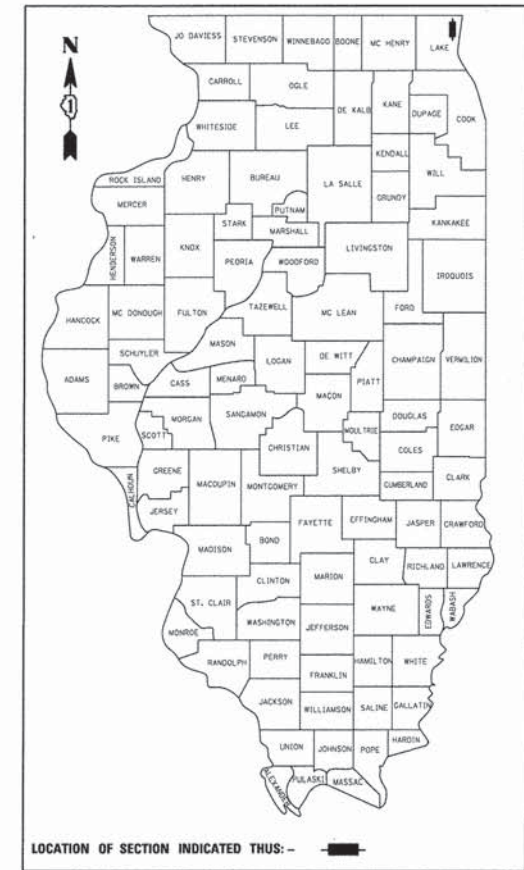 JO DAVIESS STEVENSON WINNEBAGO BOONE MC HENRY LAKE
N
CARROLL OGLE
DE KALB KANE DUPAGE COOK
WHITESIDE LEE
KENDALL WILL
ROCK ISLAND HENRY BUREAU LA SALLE GRUNDY
MERCER PUTNAM
STARK MARSHALL KANKAKEE
HENDERSON WARREN KNOX PEORIA WOODFORD LIVINGSTON IROQUOIS
HANCOCK MC DONOUGH FULTON TAZEWELL MC LEAN FORD
MASON
SCHUYLER LOGAN DE WITT CHAMPAIGN VERMILION
ADAMS BROWN CASS MENARD PIATT
MACON
PIKE SCOTT MORGAN SANGAMON MOULTRIE DOUGLAS EDGAR
CHRISTIAN COLES
CALHOUN GREENE MACOUPIN MONTGOMERY SHELBY CUMBERLAND CLARK
JERSEY FAYETTE EFFINGHAM JASPER CRAWFORD
MADISON BOND
CLAY RICHLAND LAWRENCE
CLINTON MARION
ST. CLAIR WAYNE EDWARDS WABASH
WASHINGTON JEFFERSON
MONROE
RANDOLPH PERRY HAMILTON WHITE
FRANKLIN
JACKSON WILLIAMSON SALINE GALLATIN
UNION JOHNSON POPE HARDIN
ALEXANDER PULASKI MASSAC
LOCATION OF SECTION INDICATED THUS: -